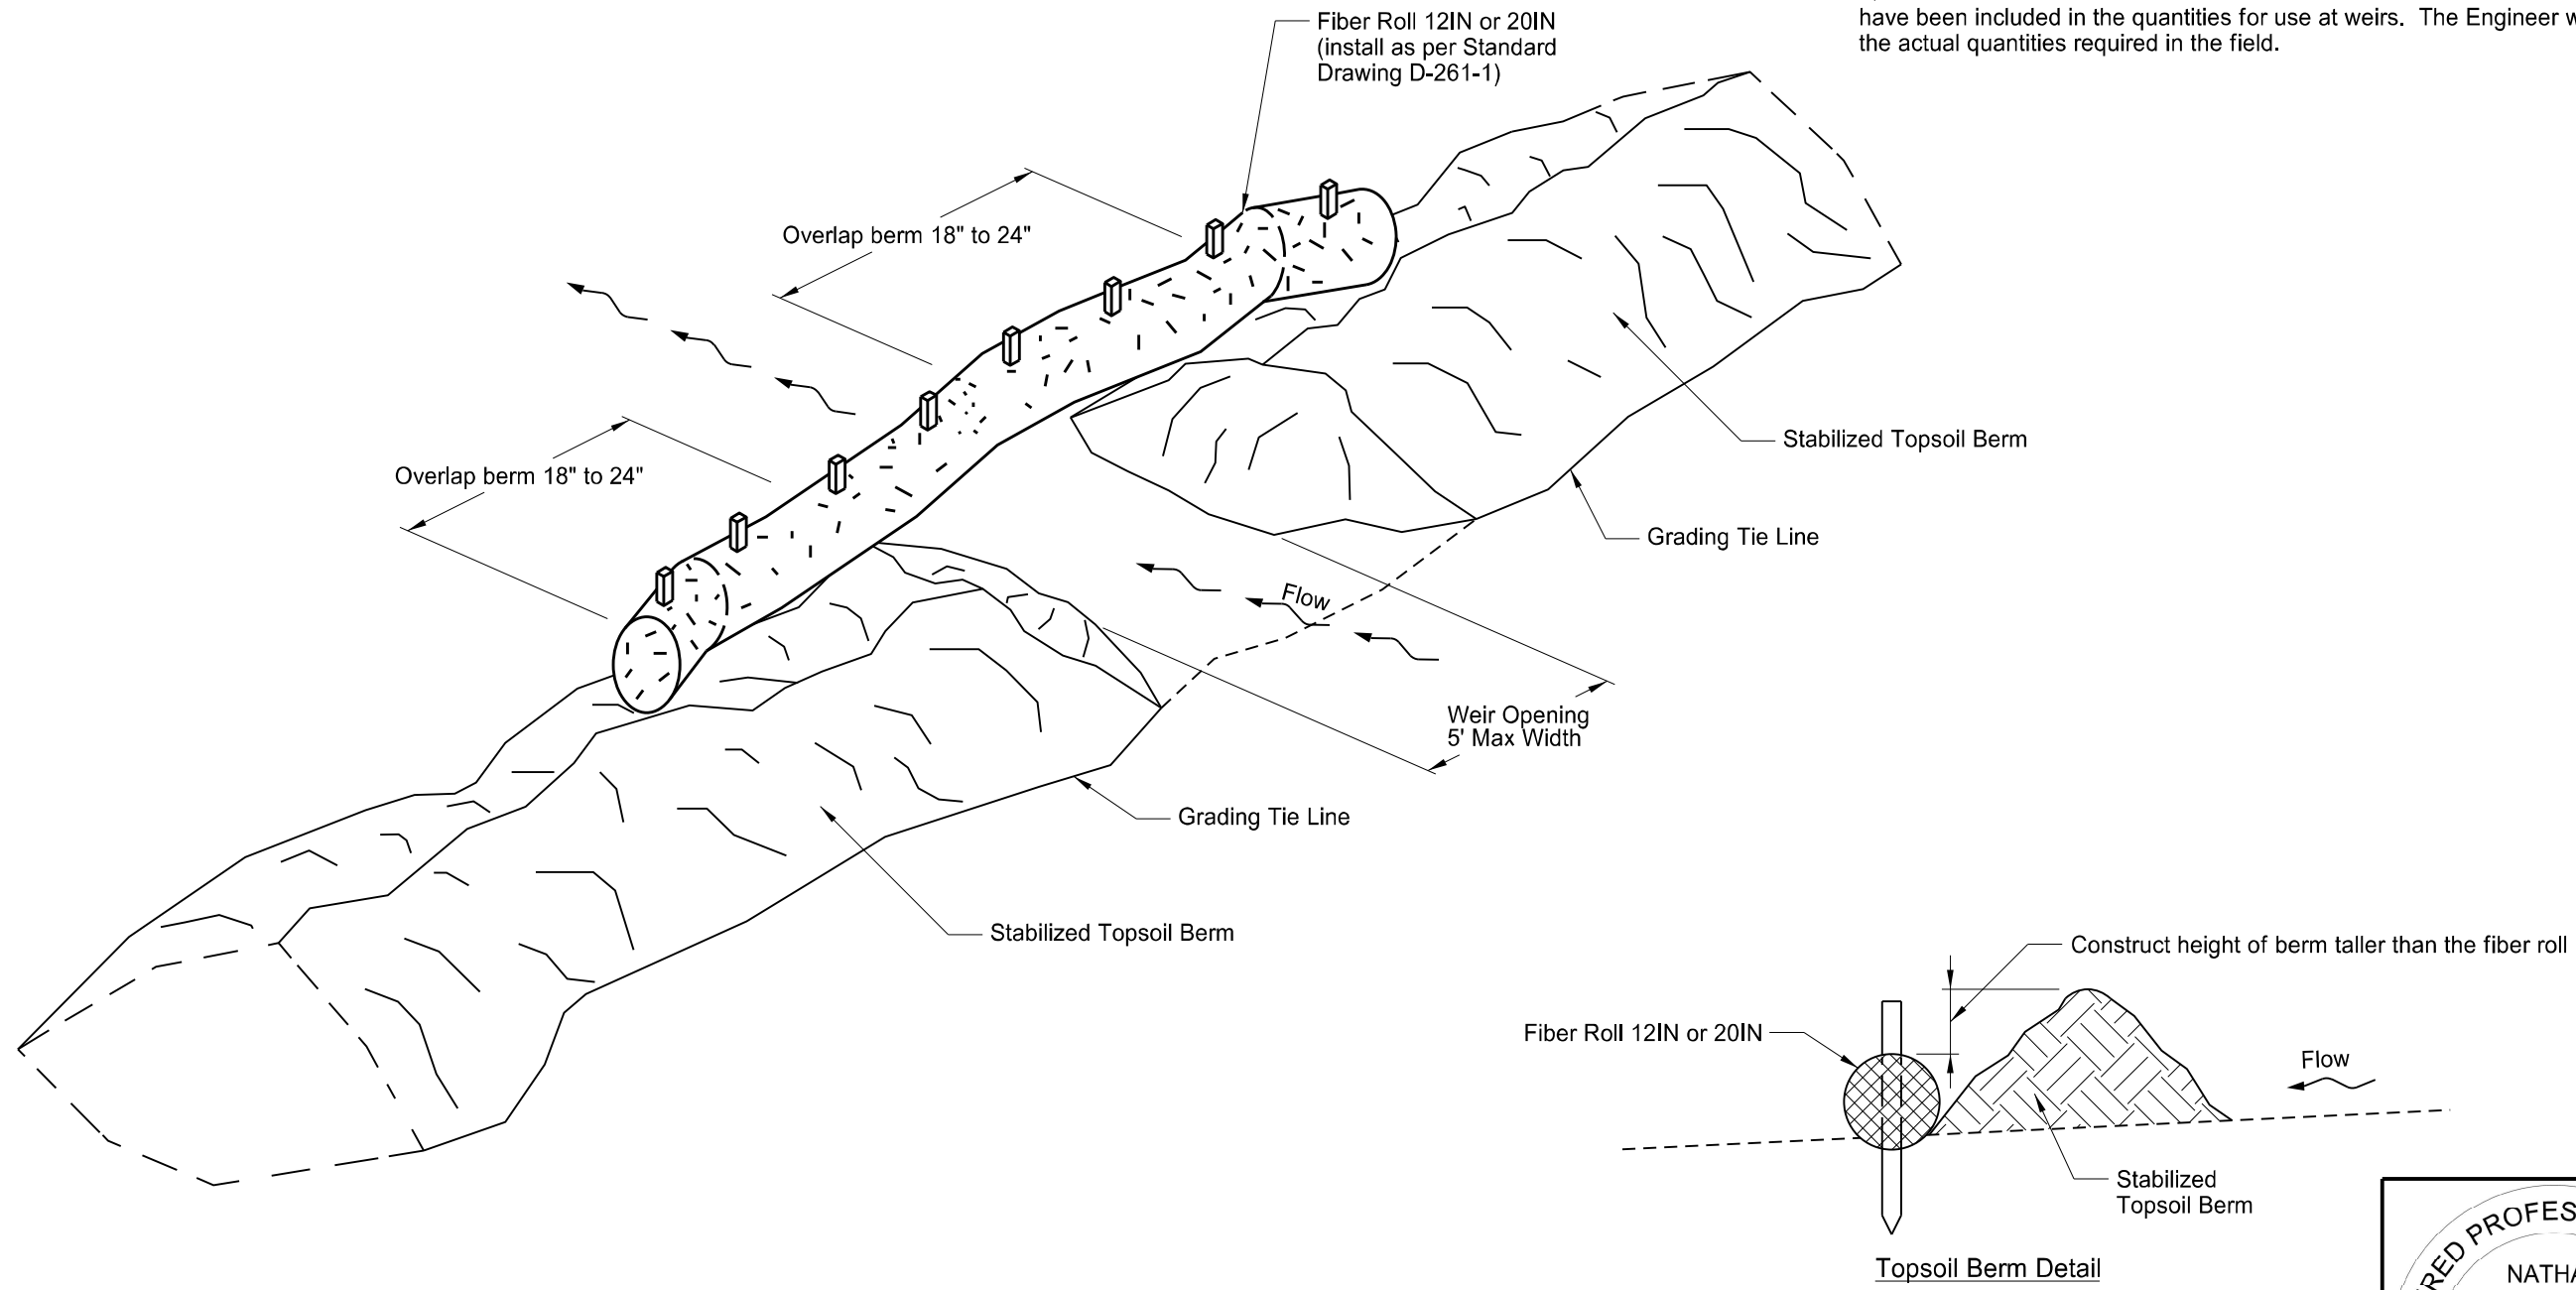 have been included in the quantities for use at weirs. The Engineer
the actual quantities required in the field.
Fiber Roll 12IN or 20IN
(install as per Standard
Drawing D-261-1)
Overlap berm 18" to 24"
Overlap berm 18" to 24"
Stabilized Topsoil Berm
Grading Tie Line
Flow
Weir Opening
5' Max Width
Grading Tie Line
Stabilized Topsoil Berm
Construct height of berm taller than the fiber roll
Fiber Roll 12IN or 20IN
Flow
Stabilized
Topsoil Berm
Topsoil Berm Detail